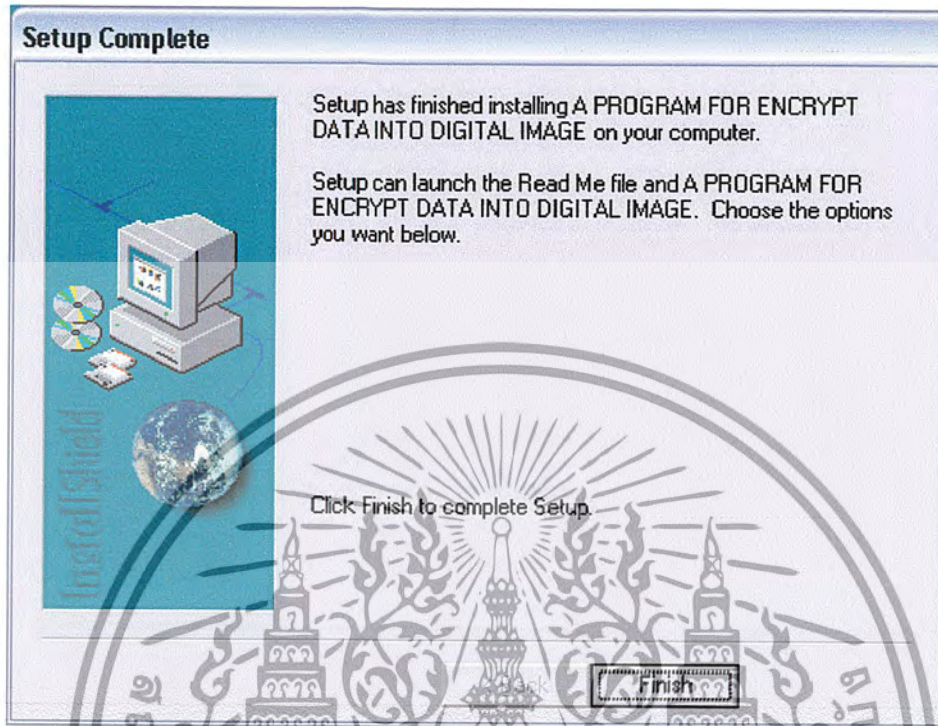 Setup Complete
Setup has finished installing A PROGRAM FOR ENCRYPT
DATA INTO DIGITAL IMAGE on your computer.
Setup can launch the Read Me file and A PROGRAM FOR
ENCRYPT DATA INTO DIGITAL IMAGE. Choose the options
you want below.
InstallShield
Click Finish to complete Setup.
< Back
Finish